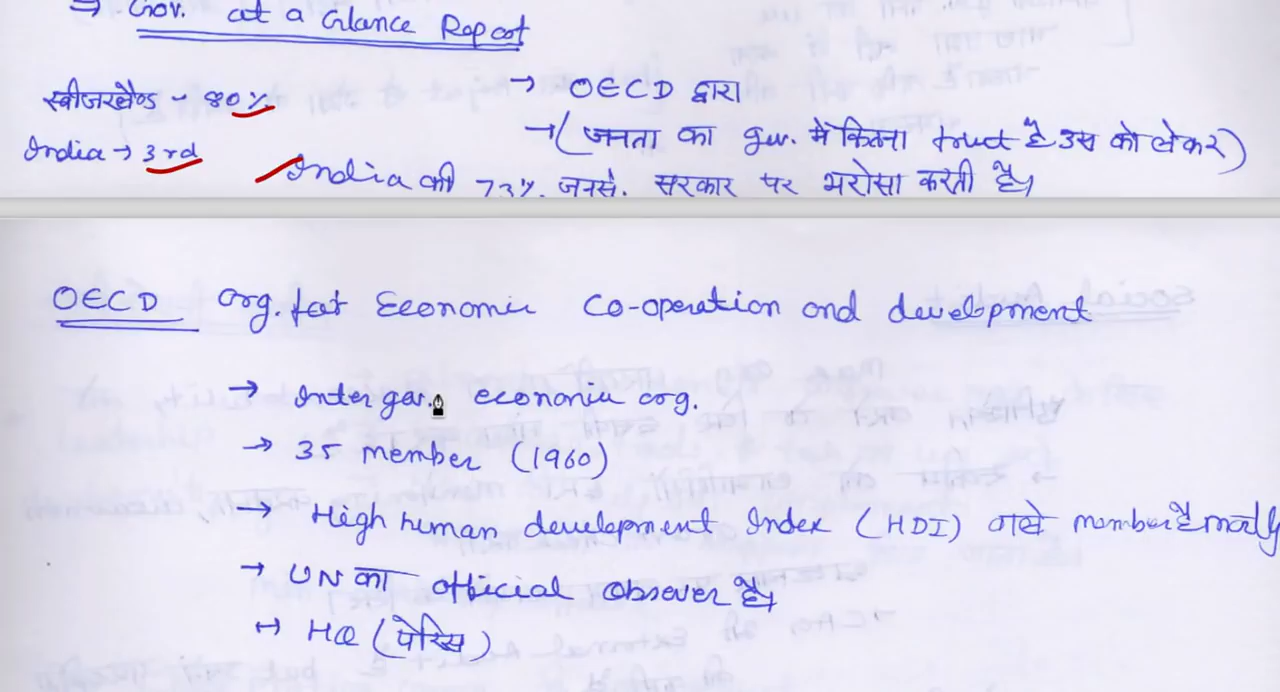 → Gov. at a Glance Report
स्वीजरलैण्ड - 80%
→ OECD द्वारा
→ (जनता का gov. में कितना trust है उस को लेकर)
India → 3rd
India की 73% जनसं. सरकार पर भरोसा करती है।
OECD org. for Economic Co-operation and development
→ Inter gov. economic org.
→ 35 member (1960)
→ High human development Index (HDI) वाले member है mostly
→ UN का official observer है।
→ HQ (पेरिस)